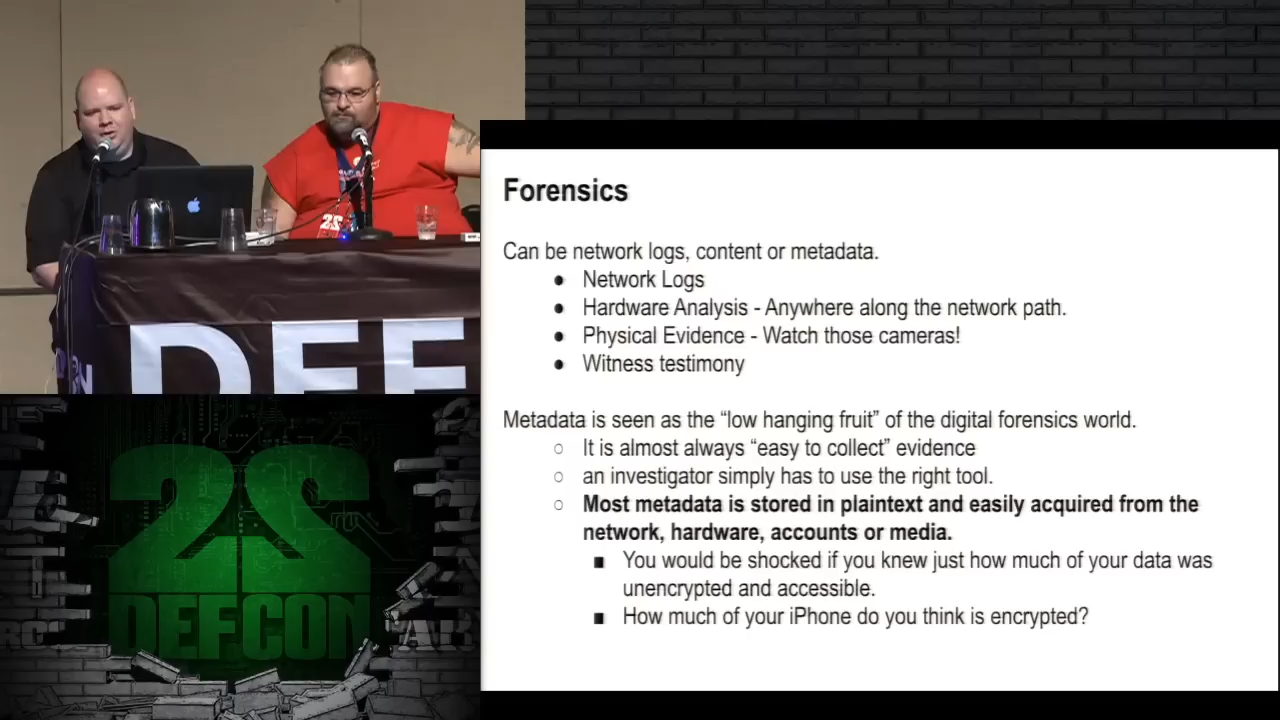 Forensics
Can be network logs, content or metadata.
● Network Logs
● Hardware Analysis - Anywhere along the network path.
● Physical Evidence - Watch those cameras!
● Witness testimony
Metadata is seen as the “low hanging fruit” of the digital forensics world.
○ It is almost always “easy to collect” evidence
○ an investigator simply has to use the right tool.
○ Most metadata is stored in plaintext and easily acquired from the
network, hardware, accounts or media.
■ You would be shocked if you knew just how much of your data was
unencrypted and accessible.
■ How much of your iPhone do you think is encrypted?
22
DEFCON
DEF